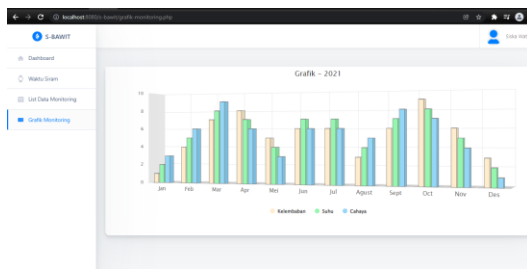 localhost:8080/s-bawit/grafik-monitoring.php
S-BAWIT
Dashboard
Waktu Siram
List Data Monitoring
Grafik Monitoring
Grafik - 2021
10
8
6
4
2
0
Jan Feb Mar Apr Mei Jun Jul Agust Sept Oct Nov Des
Kelembaban Suhu Cahaya